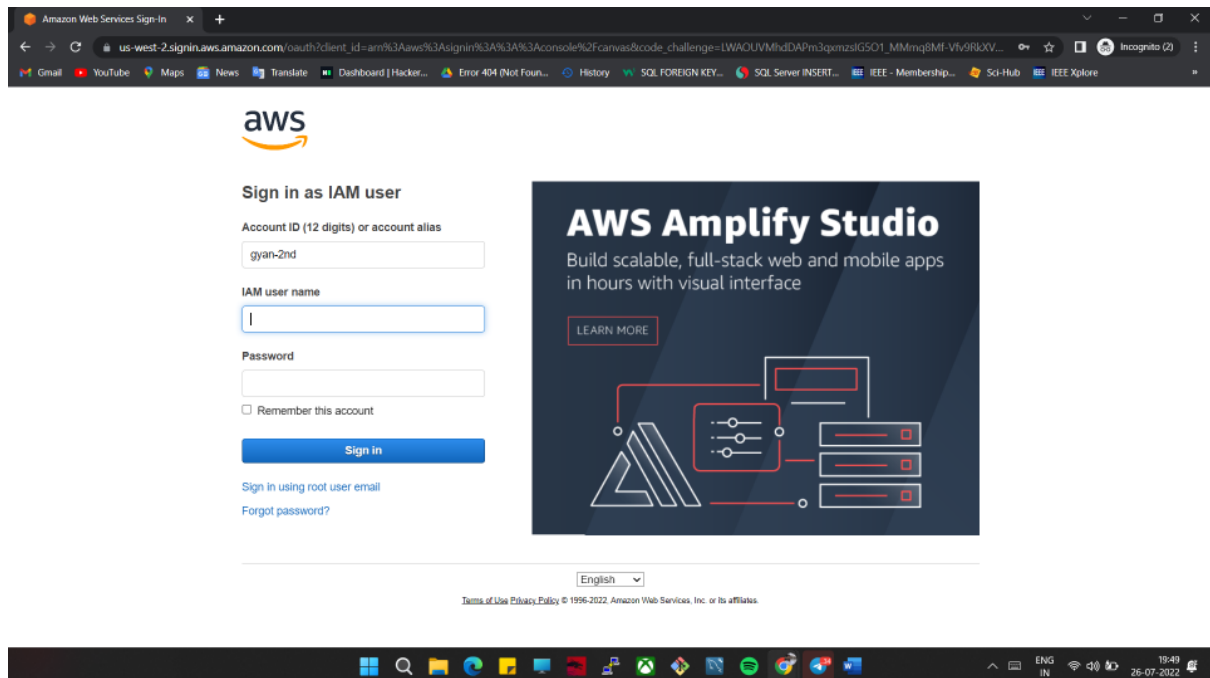 Amazon Web Services Sign-In
us-west-2.signin.aws.amazon.com/oauth?client_id=arn%3Aaws%3Asignin%3A%3A%3Aconsole%2Fcanvas&code_challenge=LWAOUVMhdDAPm3qxmzslG5O1_MMmq8Mf-Vfv9RkXV...
Incognito (2)
Gmail YouTube Maps News Translate Dashboard | Hacker... Error 404 (Not Foun... History SQL FOREIGN KEY... SQL Server INSERT... IEEE - Membership... Sci-Hub IEEE Xplore »
aws
Sign in as IAM user
Account ID (12 digits) or account alias
gyan-2nd
IAM user name
Password
Remember this account
Sign in
Sign in using root user email
Forgot password?
AWS Amplify Studio
Build scalable, full-stack web and mobile apps
in hours with visual interface
LEARN MORE
English
Terms of Use Privacy Policy © 1996-2022, Amazon Web Services, Inc. or its affiliates.
ENG
IN
19:49
26-07-2022